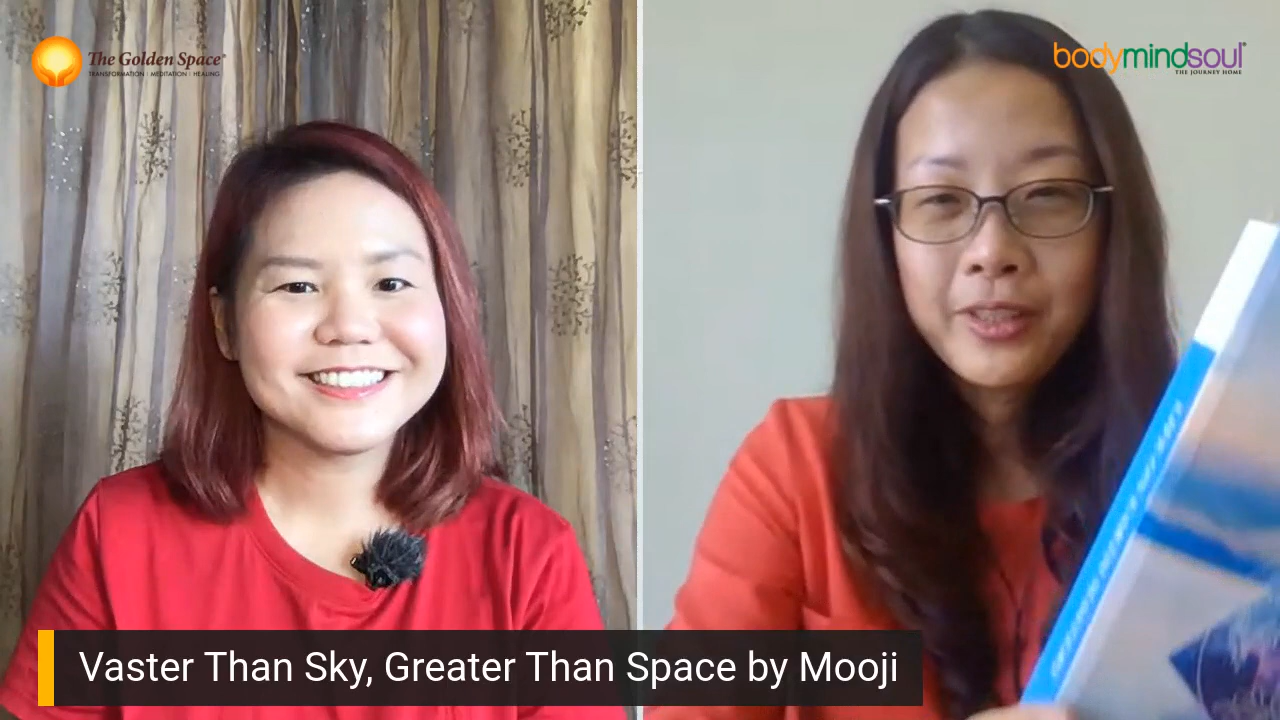 The Golden Space®
TRANSFORMATION | MEDITATION | HEALING
bodymindsoul
THE JOURNEY HOME
Vaster Than Sky, Greater Than Space by Mooji